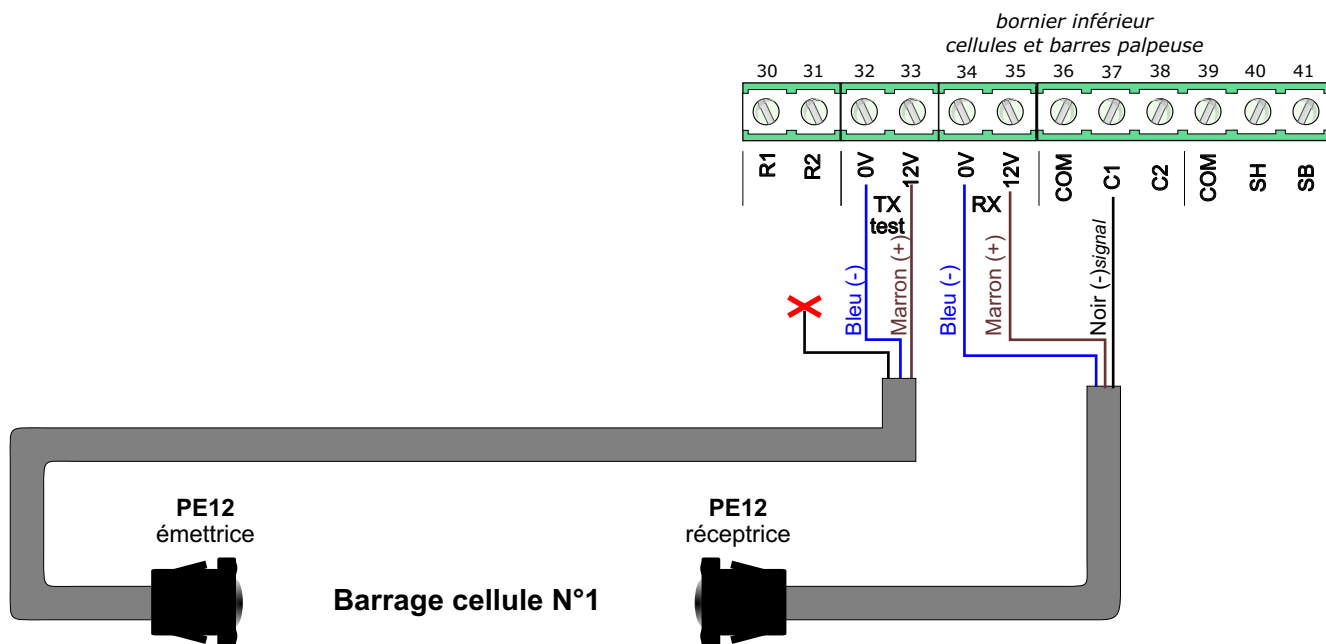 bornier inférieur
cellules et barres palpeuse
30 31 32 33 34 35 36 37 38 39 40 41
R1 R2 0V 12V 0V 12V COM C1 C2 COM SH SB
TX
test
RX
Bleu (-)
Marron (+)
Bleu (-)
Marron (+)
Noir (-)signal
PE12
émettrice
PE12
réceptrice
Barrage cellule N°1